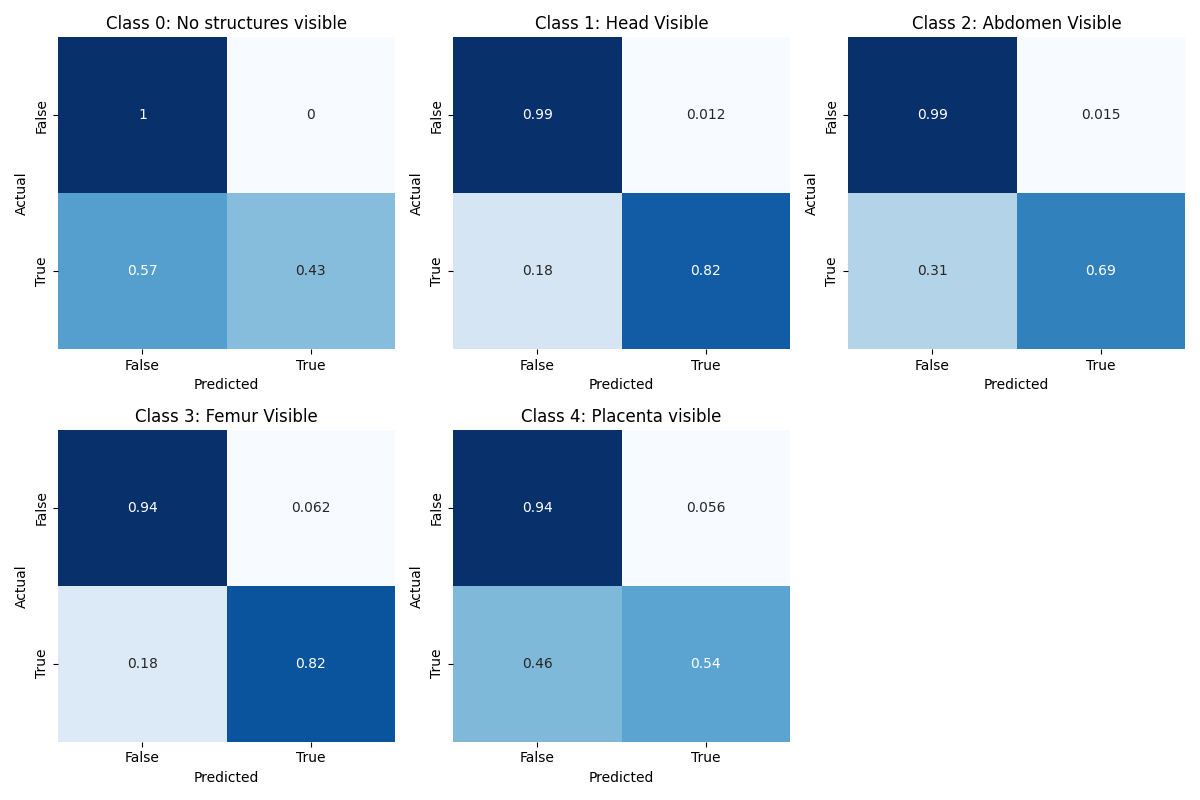 Class 0: No structures visible
False
1
0
Actual
True
0.57
0.43
False
True
Predicted
Class 1: Head Visible
False
0.99
0.012
Actual
True
0.18
0.82
False
True
Predicted
Class 2: Abdomen Visible
False
0.99
0.015
Actual
True
0.31
0.69
False
True
Predicted
Class 3: Femur Visible
False
0.94
0.062
Actual
True
0.18
0.82
False
True
Predicted
Class 4: Placenta visible
False
0.94
0.056
Actual
True
0.46
0.54
False
True
Predicted